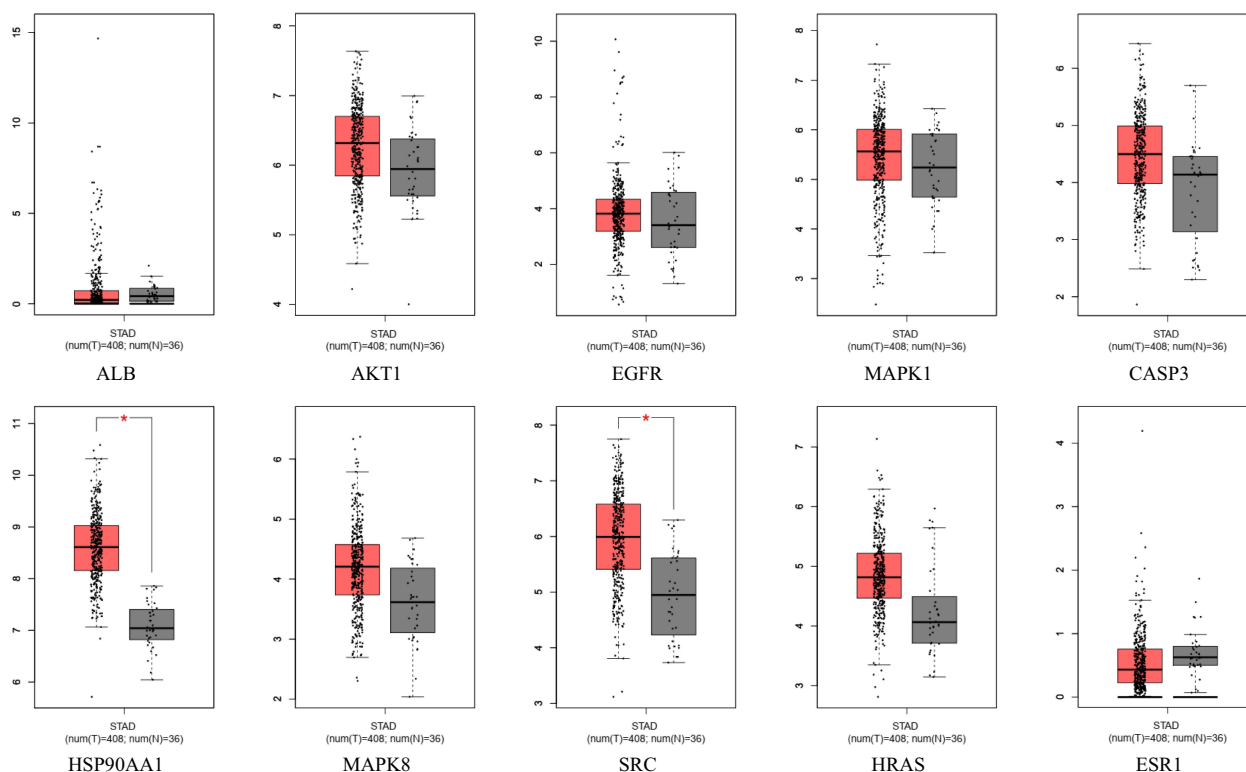 15
10
5
0
STAD
(num(T)=408; num(N)=36)
ALB
8
7
6
5
4
STAD
(num(T)=408; num(N)=36)
AKT1
10
8
6
4
2
STAD
(num(T)=408; num(N)=36)
EGFR
8
7
6
5
4
3
STAD
(num(T)=408; num(N)=36)
MAPK1
6
5
4
3
2
STAD
(num(T)=408; num(N)=36)
CASP3
11
10
9
8
7
6
*
STAD
(num(T)=408; num(N)=36)
HSP90AA1
6
5
4
3
2
STAD
(num(T)=408; num(N)=36)
MAPK8
8
7
6
5
4
3
*
STAD
(num(T)=408; num(N)=36)
SRC
7
6
5
4
3
STAD
(num(T)=408; num(N)=36)
HRAS
4
3
2
1
0
STAD
(num(T)=408; num(N)=36)
ESR1